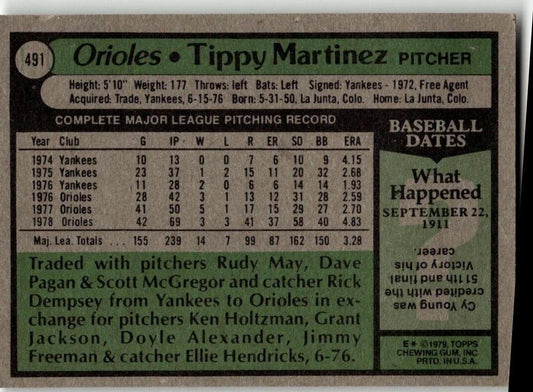 491
Orioles • Tippy Martinez PITCHER
Height: 5'10" Weight: 177 Throws: left Bats: Left Signed: Yankees - 1972, Free Agent
Acquired: Trade, Yankees, 6-15-76 Born: 5-31-50, La Junta, Colo. Home: La Junta, Colo.
COMPLETE MAJOR LEAGUE PITCHING RECORD
Year Club G IP W L R ER SO BB ERA
1974 Yankees 10 13 0 0 7 6 10 9 4.15
1975 Yankees 23 37 1 2 15 11 20 32 2.68
1976 Yankees 11 28 2 0 6 6 14 14 1.93
1976 Orioles 28 42 3 1 13 12 31 28 2.59
1977 Orioles 41 50 5 1 17 15 29 27 2.70
1978 Orioles 42 69 3 3 41 37 58 40 4.83
Maj. Lea. Totals . . . 155 239 14 7 99 87 162 150 3.28
Traded with pitchers Rudy May, Dave
Pagan & Scott McGregor and catcher Rick
Dempsey from Yankees to Orioles in ex-
change for pitchers Ken Holtzman, Grant
Jackson, Doyle Alexander, Jimmy
Freeman & catcher Ellie Hendricks, 6-76.
BASEBALL
DATES
What
Happened
SEPTEMBER 22,
1911
?
Cy Young was
credited with the
511th and final
Victory of his
career.
E* ©1979, TOPPS
CHEWING GUM, INC
PRTD. IN U.S.A.